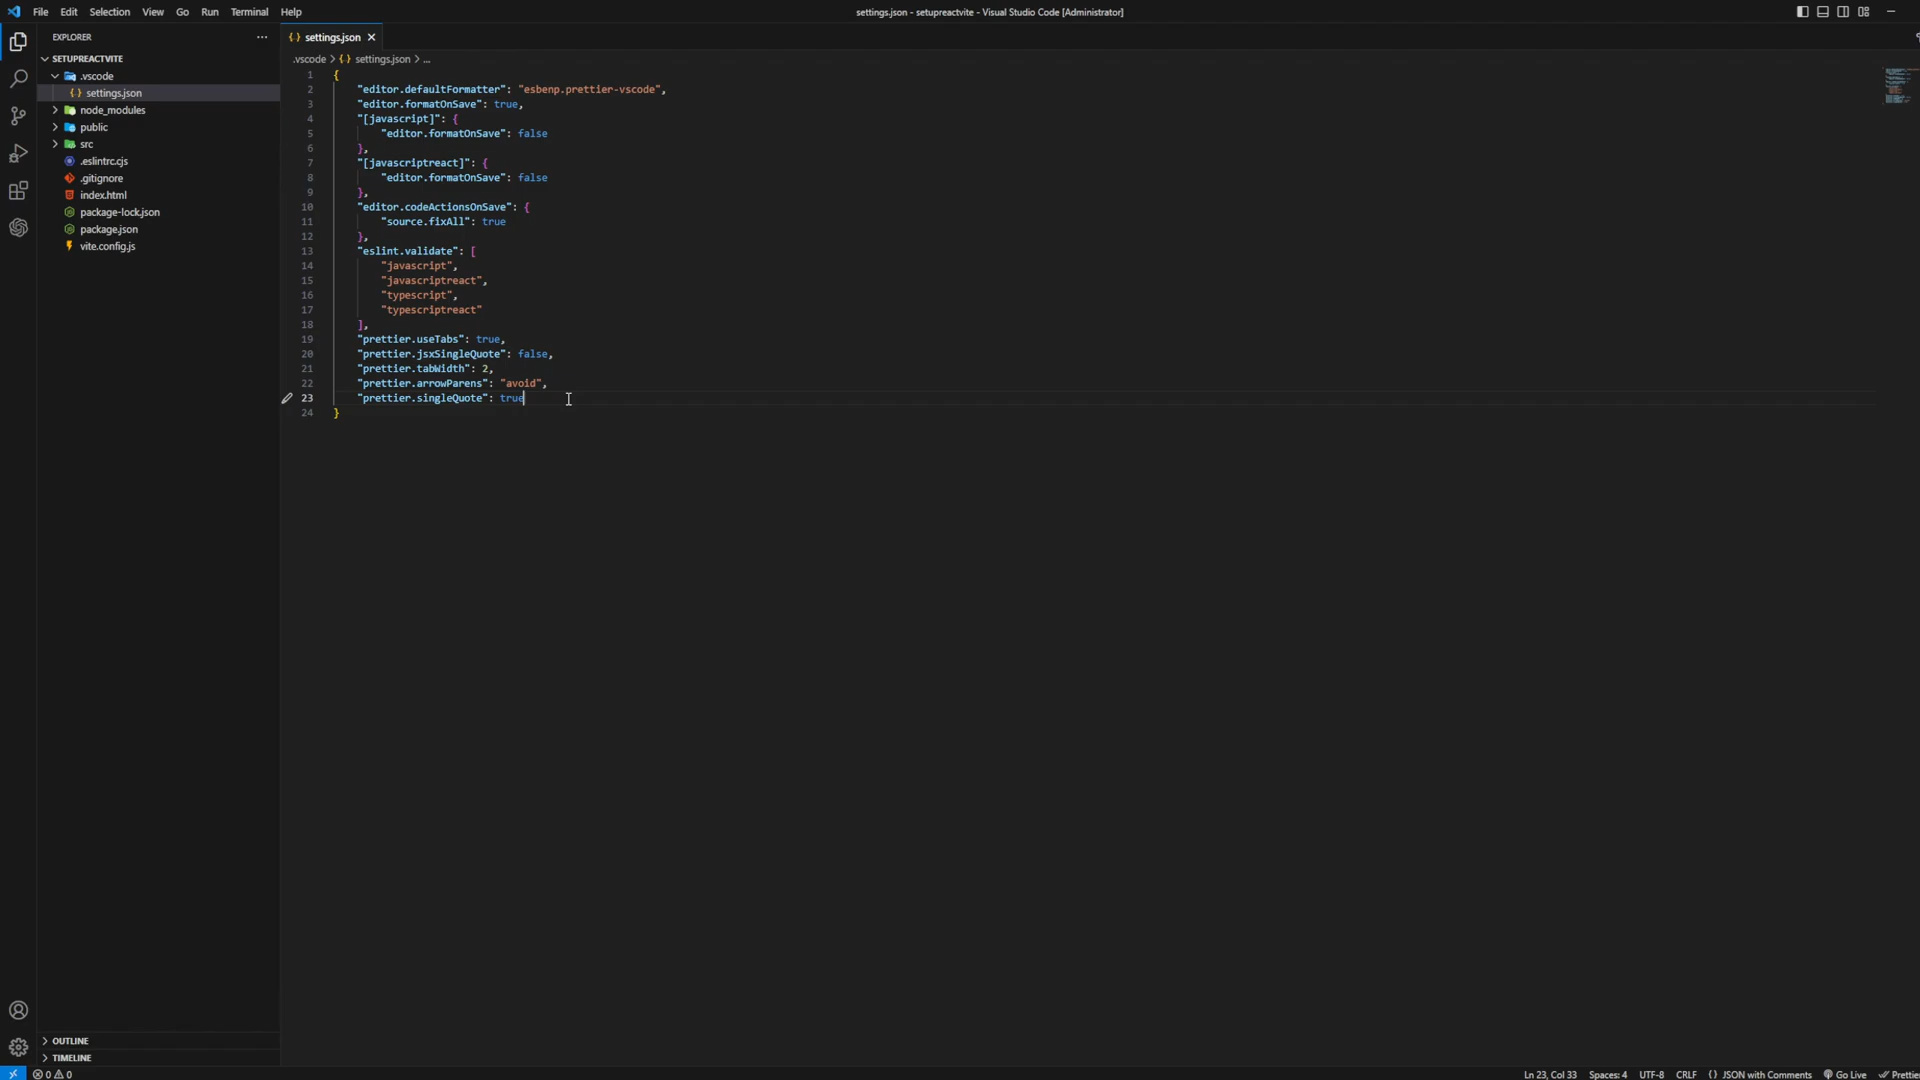 File Edit Selection View Go Run Terminal Help
settings.json - setupreactvite - Visual Studio Code [Administrator]
EXPLORER
SETUPREACTVITE
.vscode
settings.json
node_modules
public
src
.eslintrc.cjs
.gitignore
index.html
package-lock.json
package.json
vite.config.js
OUTLINE
TIMELINE
{} settings.json
.vscode > {} settings.json > ...
1 {
2 "editor.defaultFormatter": "esbenp.prettier-vscode",
3 "editor.formatOnSave": true,
4 "[javascript]": {
5 "editor.formatOnSave": false
6 },
7 "[javascriptreact]": {
8 "editor.formatOnSave": false
9 },
10 "editor.codeActionsOnSave": {
11 "source.fixAll": true
12 },
13 "eslint.validate": [
14 "javascript",
15 "javascriptreact",
16 "typescript",
17 "typescriptreact"
18 ],
19 "prettier.useTabs": true,
20 "prettier.jsxSingleQuote": false,
21 "prettier.tabWidth": 2,
22 "prettier.arrowParens": "avoid",
23 "prettier.singleQuote": true
24 }
0 0
Ln 23, Col 33 Spaces: 4 UTF-8 CRLF {} JSON with Comments Go Live Prettie